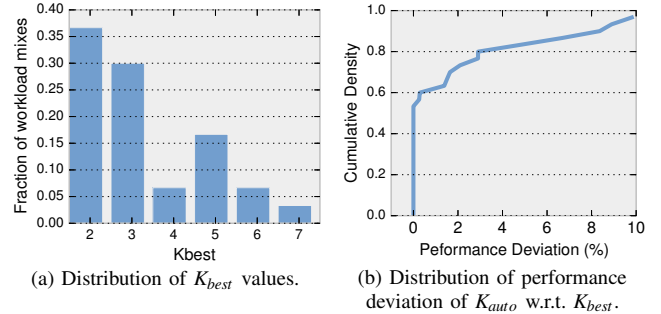 0.40
0.35
0.30
0.25
0.20
0.15
0.10
0.05
0.00
Fraction of workload mixes
2 3 4 5 6 7
Kbest
(a) Distribution of Kbest values.
1.0
0.8
0.6
0.4
0.2
0.0
Cumulative Density
0 2 4 6 8 10
Peformance Deviation (%)
(b) Distribution of performance
deviation of Kauto w.r.t. Kbest.